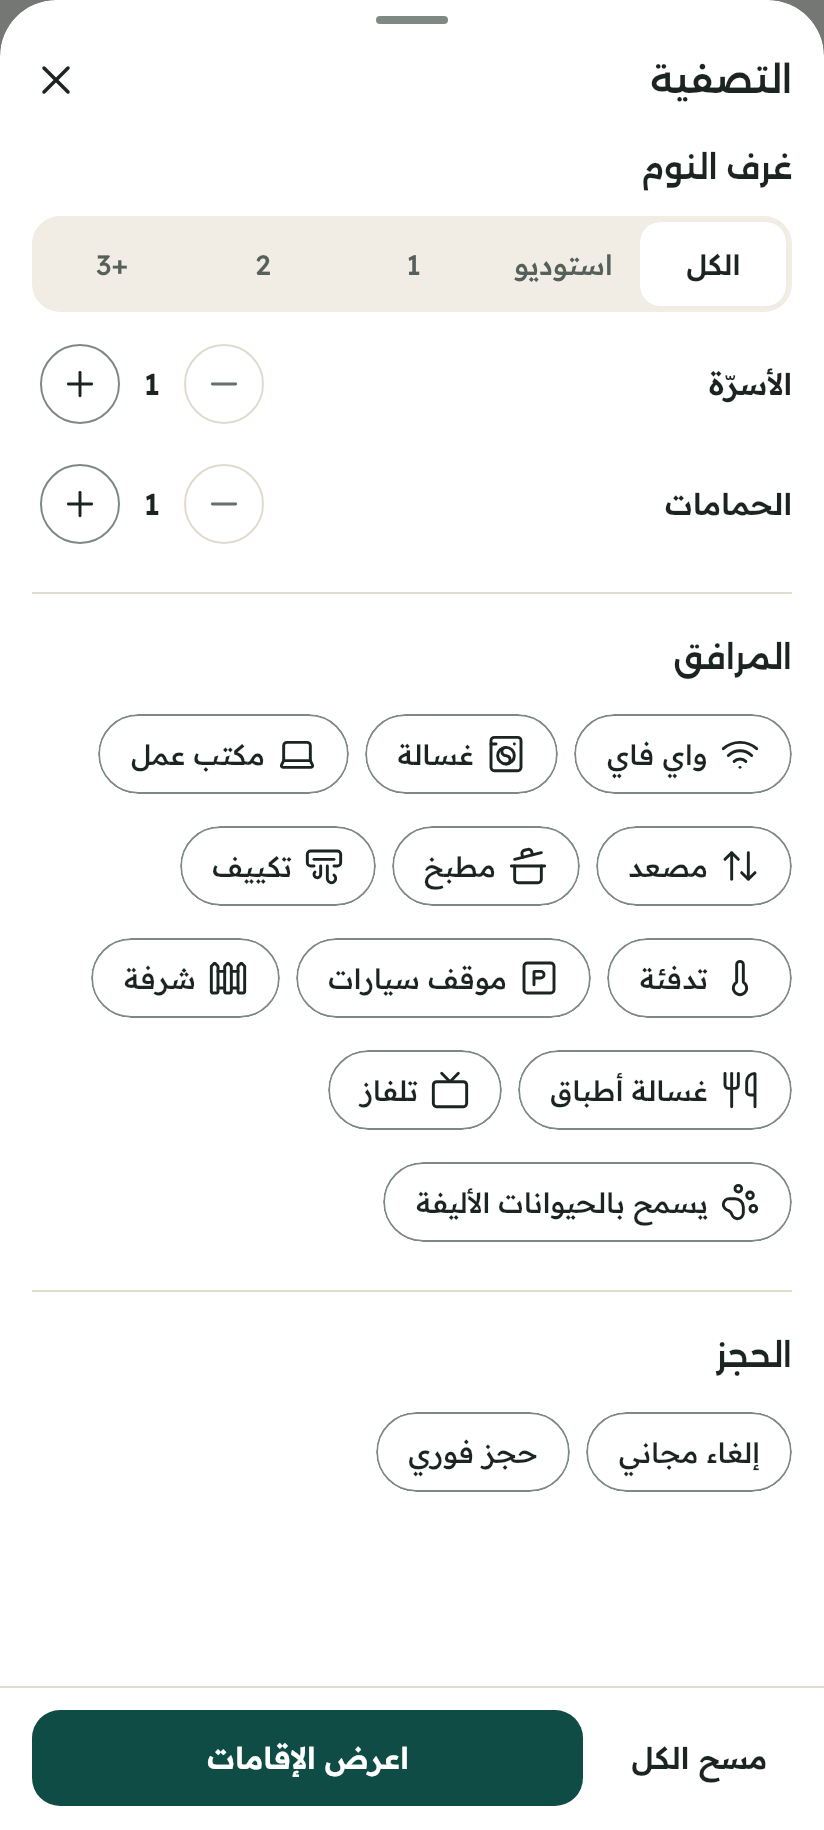 التصفية
غرف النوم
الكل استوديو 1 2 3+
الأسرّة 1
الحمامات 1
المرافق
واي فاي غسالة مكتب عمل
مصعد مطبخ تكييف
تدفئة P موقف سيارات شرفة
غسالة أطباق تلفاز
يسمح بالحيوانات الأليفة
الحجز
إلغاء مجاني حجز فوري
مسح الكل اعرض الإقامات